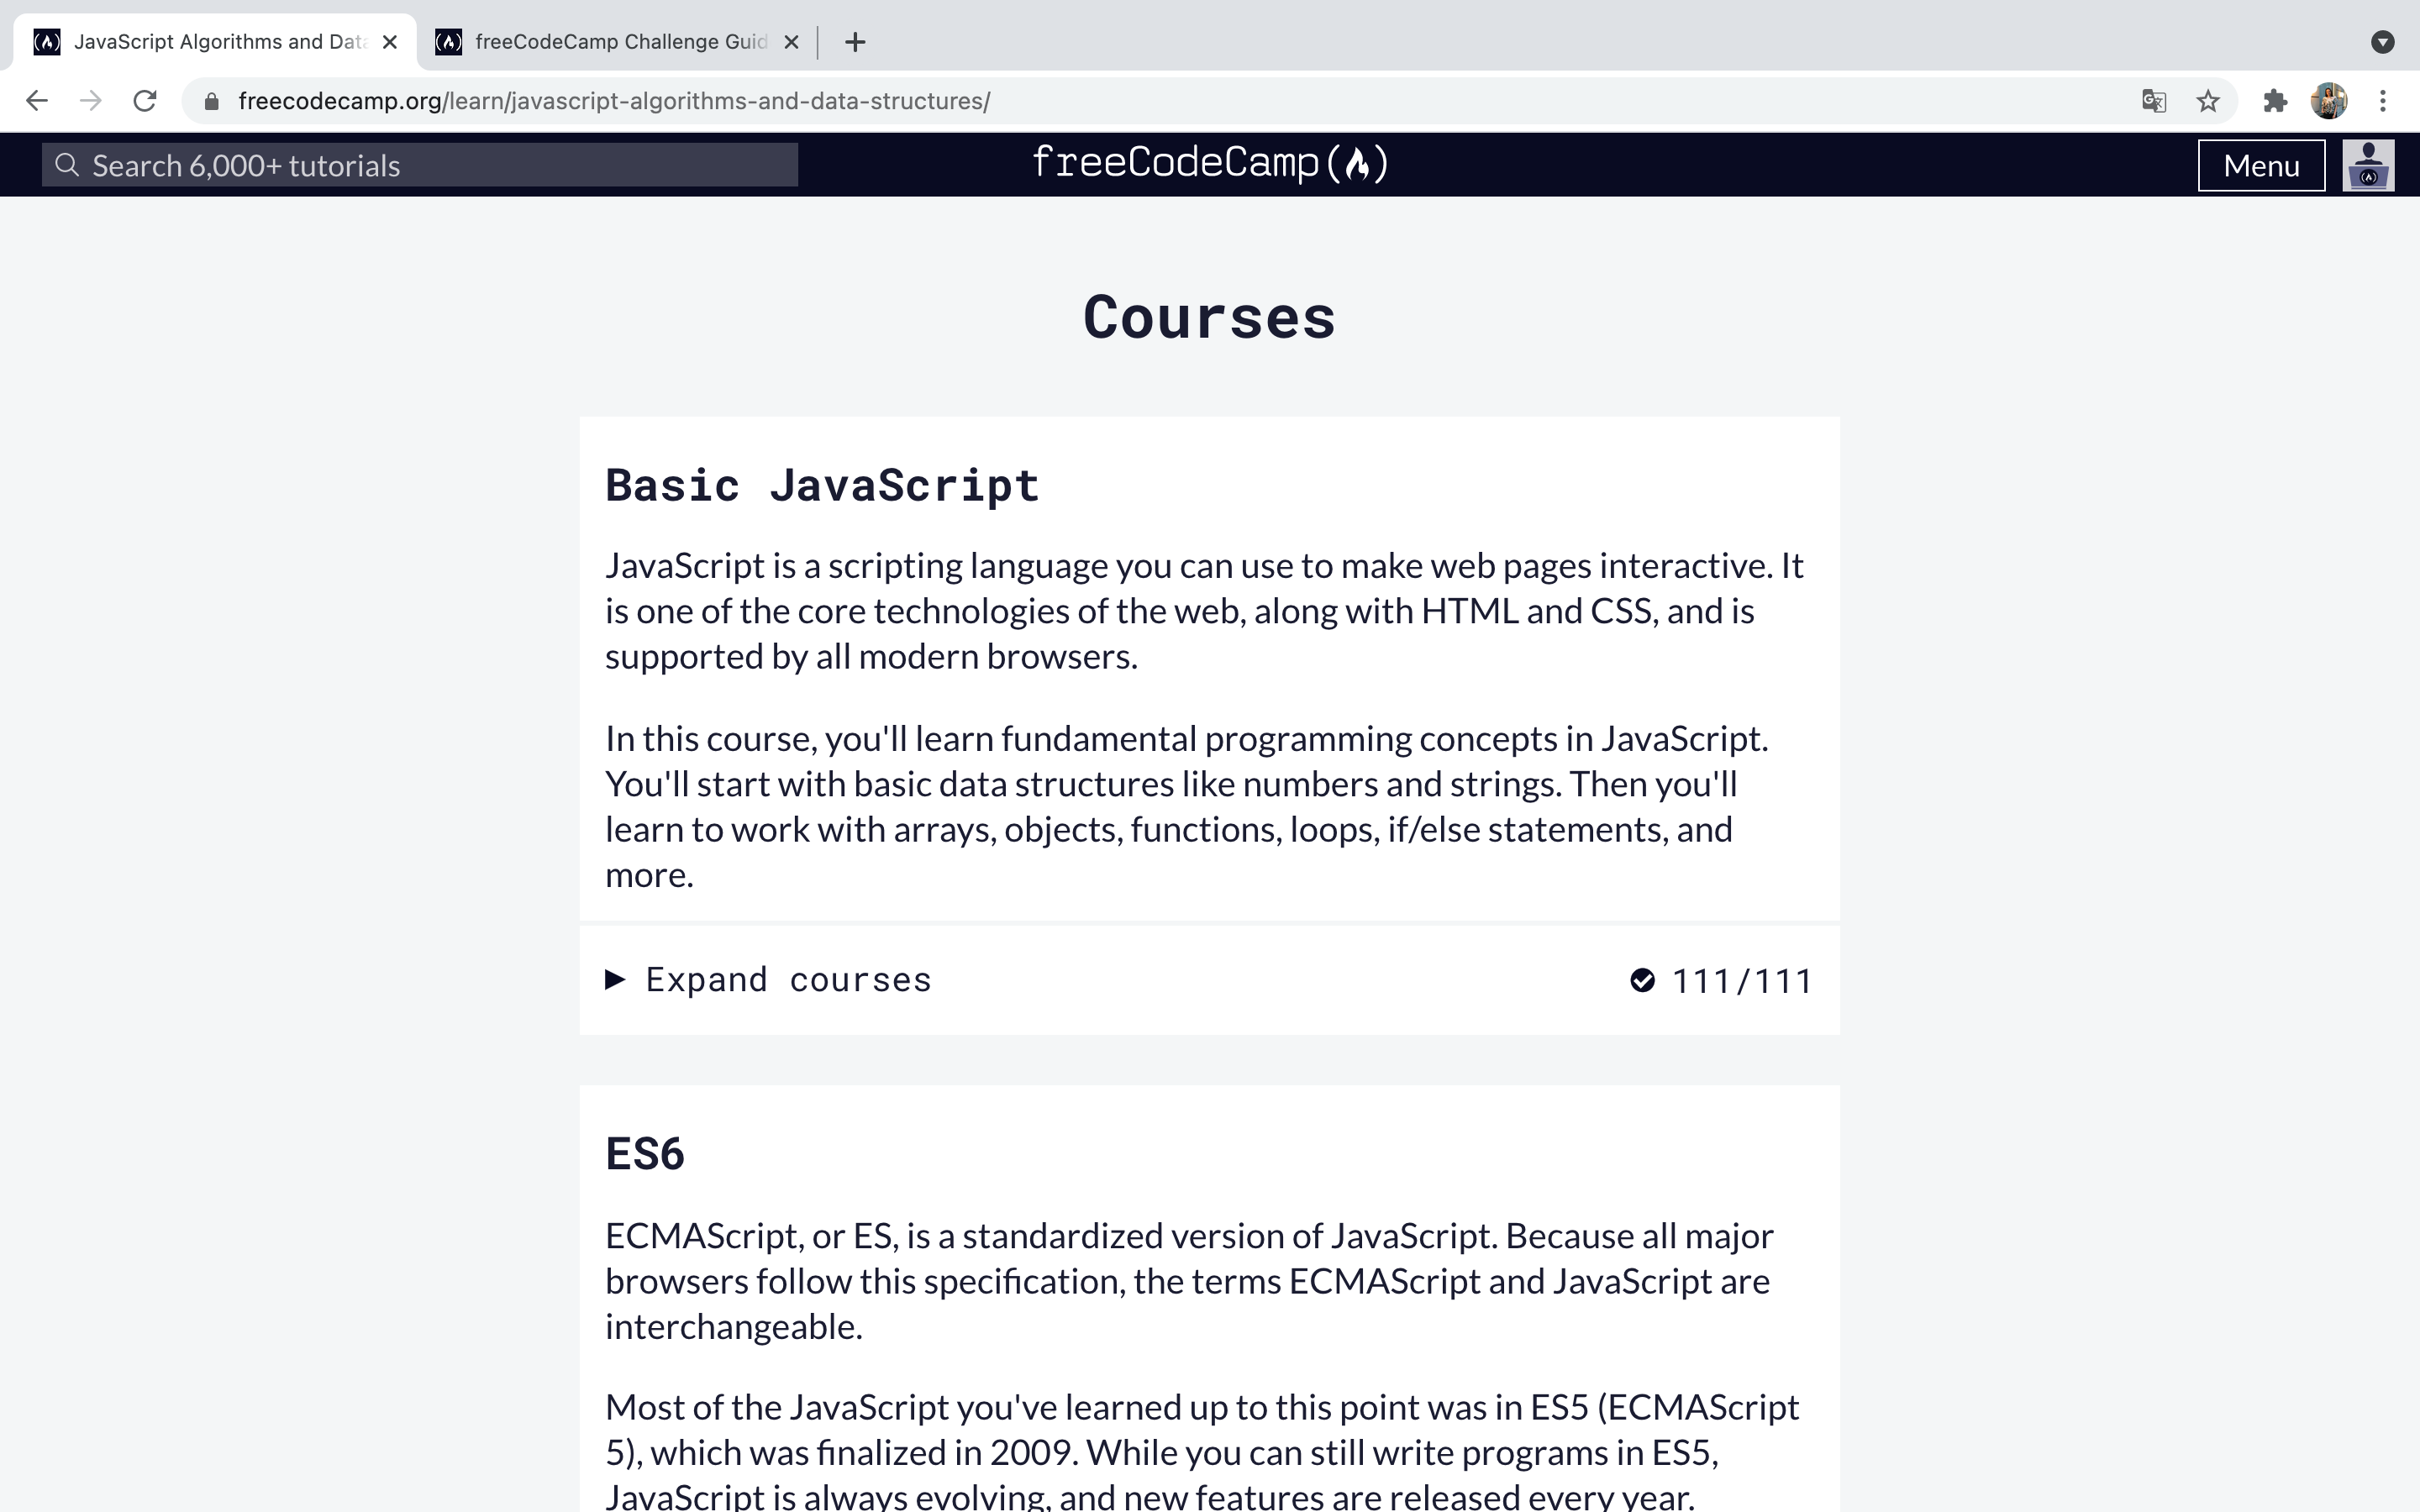 JavaScript Algorithms and Data
freeCodeCamp Challenge Guid
freecodecamp.org/learn/javascript-algorithms-and-data-structures/
Search 6,000+ tutorials
freeCodeCamp
Menu
Courses
Basic JavaScript
JavaScript is a scripting language you can use to make web pages interactive. It
is one of the core technologies of the web, along with HTML and CSS, and is
supported by all modern browsers.
In this course, you'll learn fundamental programming concepts in JavaScript.
You'll start with basic data structures like numbers and strings. Then you'll
learn to work with arrays, objects, functions, loops, if/else statements, and
more.
Expand courses
111/111
ES6
ECMAScript, or ES, is a standardized version of JavaScript. Because all major
browsers follow this specification, the terms ECMAScript and JavaScript are
interchangeable.
Most of the JavaScript you've learned up to this point was in ES5 (ECMAScript
5), which was finalized in 2009. While you can still write programs in ES5,
JavaScript is always evolving, and new features are released every year.